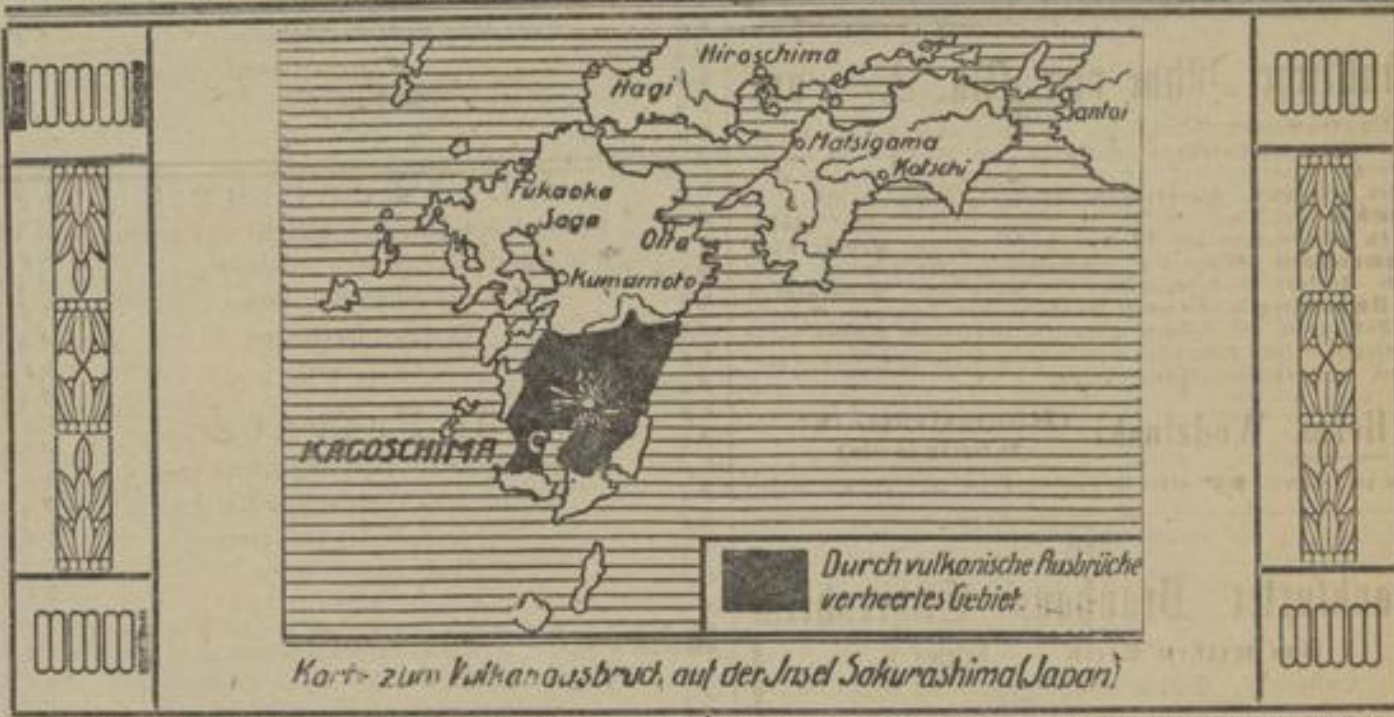 Hiroschima
Hagi
Jantoi
Matsigama
Kotschi
Fukaoka
Saga
Oita
Kumamoto
KAGOSCHIMA
Durch vulkanische Ausbrüche
verheertes Gebiet.
Karte zum Vulkanausbruch auf der Insel Sakurashima (Japan)